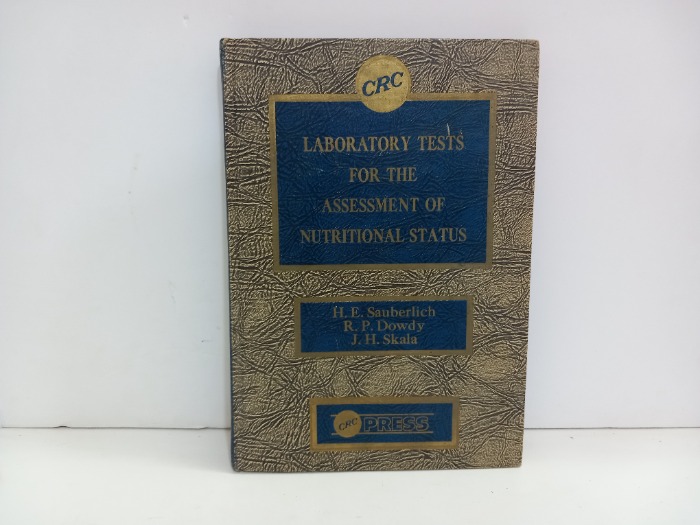 CRC
LABORATORY TESTS
FOR THE
ASSESSMENT OF
NUTRITIONAL STATUS
H. E. Sauberlich
R. P. Dowdy
J. H. Skala
CRC PRESS